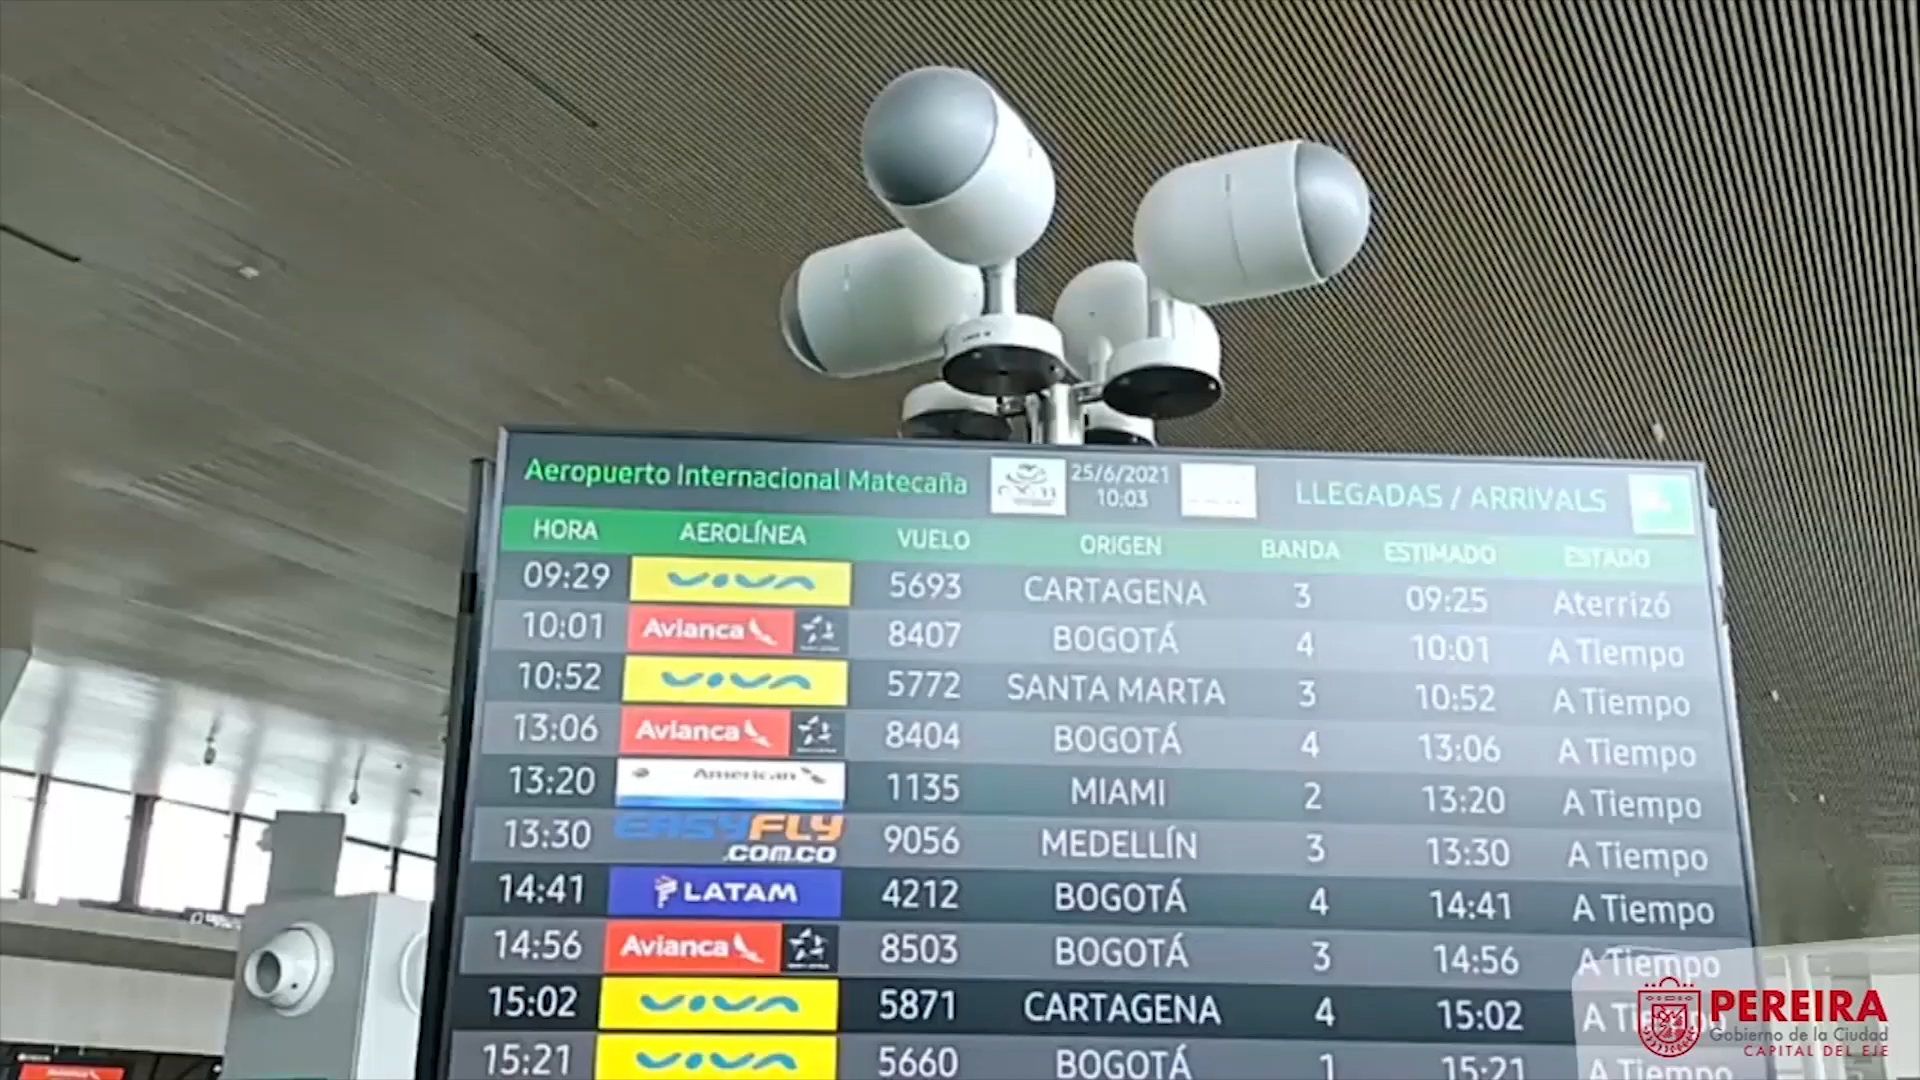 Aeropuerto Internacional Matecaña 25/6/2021 10:03 LLEGADAS / ARRIVALS
HORA AEROLÍNEA VUELO ORIGEN BANDA ESTIMADO ESTADO
09:29 VIVA 5693 CARTAGENA 3 09:25 Aterrizó
10:01 Avianca 8407 BOGOTÁ 4 10:01 A Tiempo
10:52 VIVA 5772 SANTA MARTA 3 10:52 A Tiempo
13:06 Avianca 8404 BOGOTÁ 4 13:06 A Tiempo
13:20 American 1135 MIAMI 2 13:20 A Tiempo
13:30 EASYFLY .COM.CO 9056 MEDELLÍN 3 13:30 A Tiempo
14:41 LATAM 4212 BOGOTÁ 4 14:41 A Tiempo
14:56 Avianca 8503 BOGOTÁ 3 14:56 A Tiempo
15:02 VIVA 5871 CARTAGENA 4 15:02 A Tiempo
15:21 VIVA 5660 BOGOTÁ 1 15:21 A Tiempo
PEREIRA
Gobierno de la Ciudad
CAPITAL DEL EJE